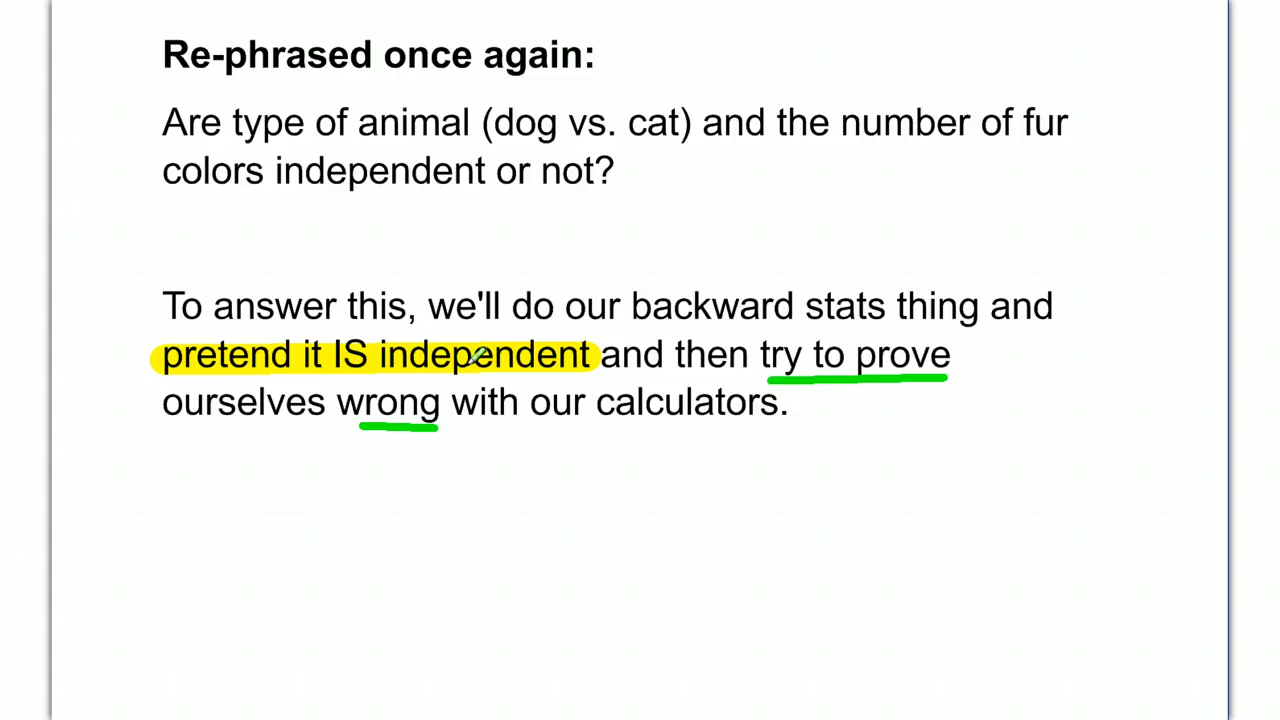 Re-phrased once again:
Are type of animal (dog vs. cat) and the number of fur
colors independent or not?
To answer this, we'll do our backward stats thing and
pretend it IS independent and then try to prove
ourselves wrong with our calculators.